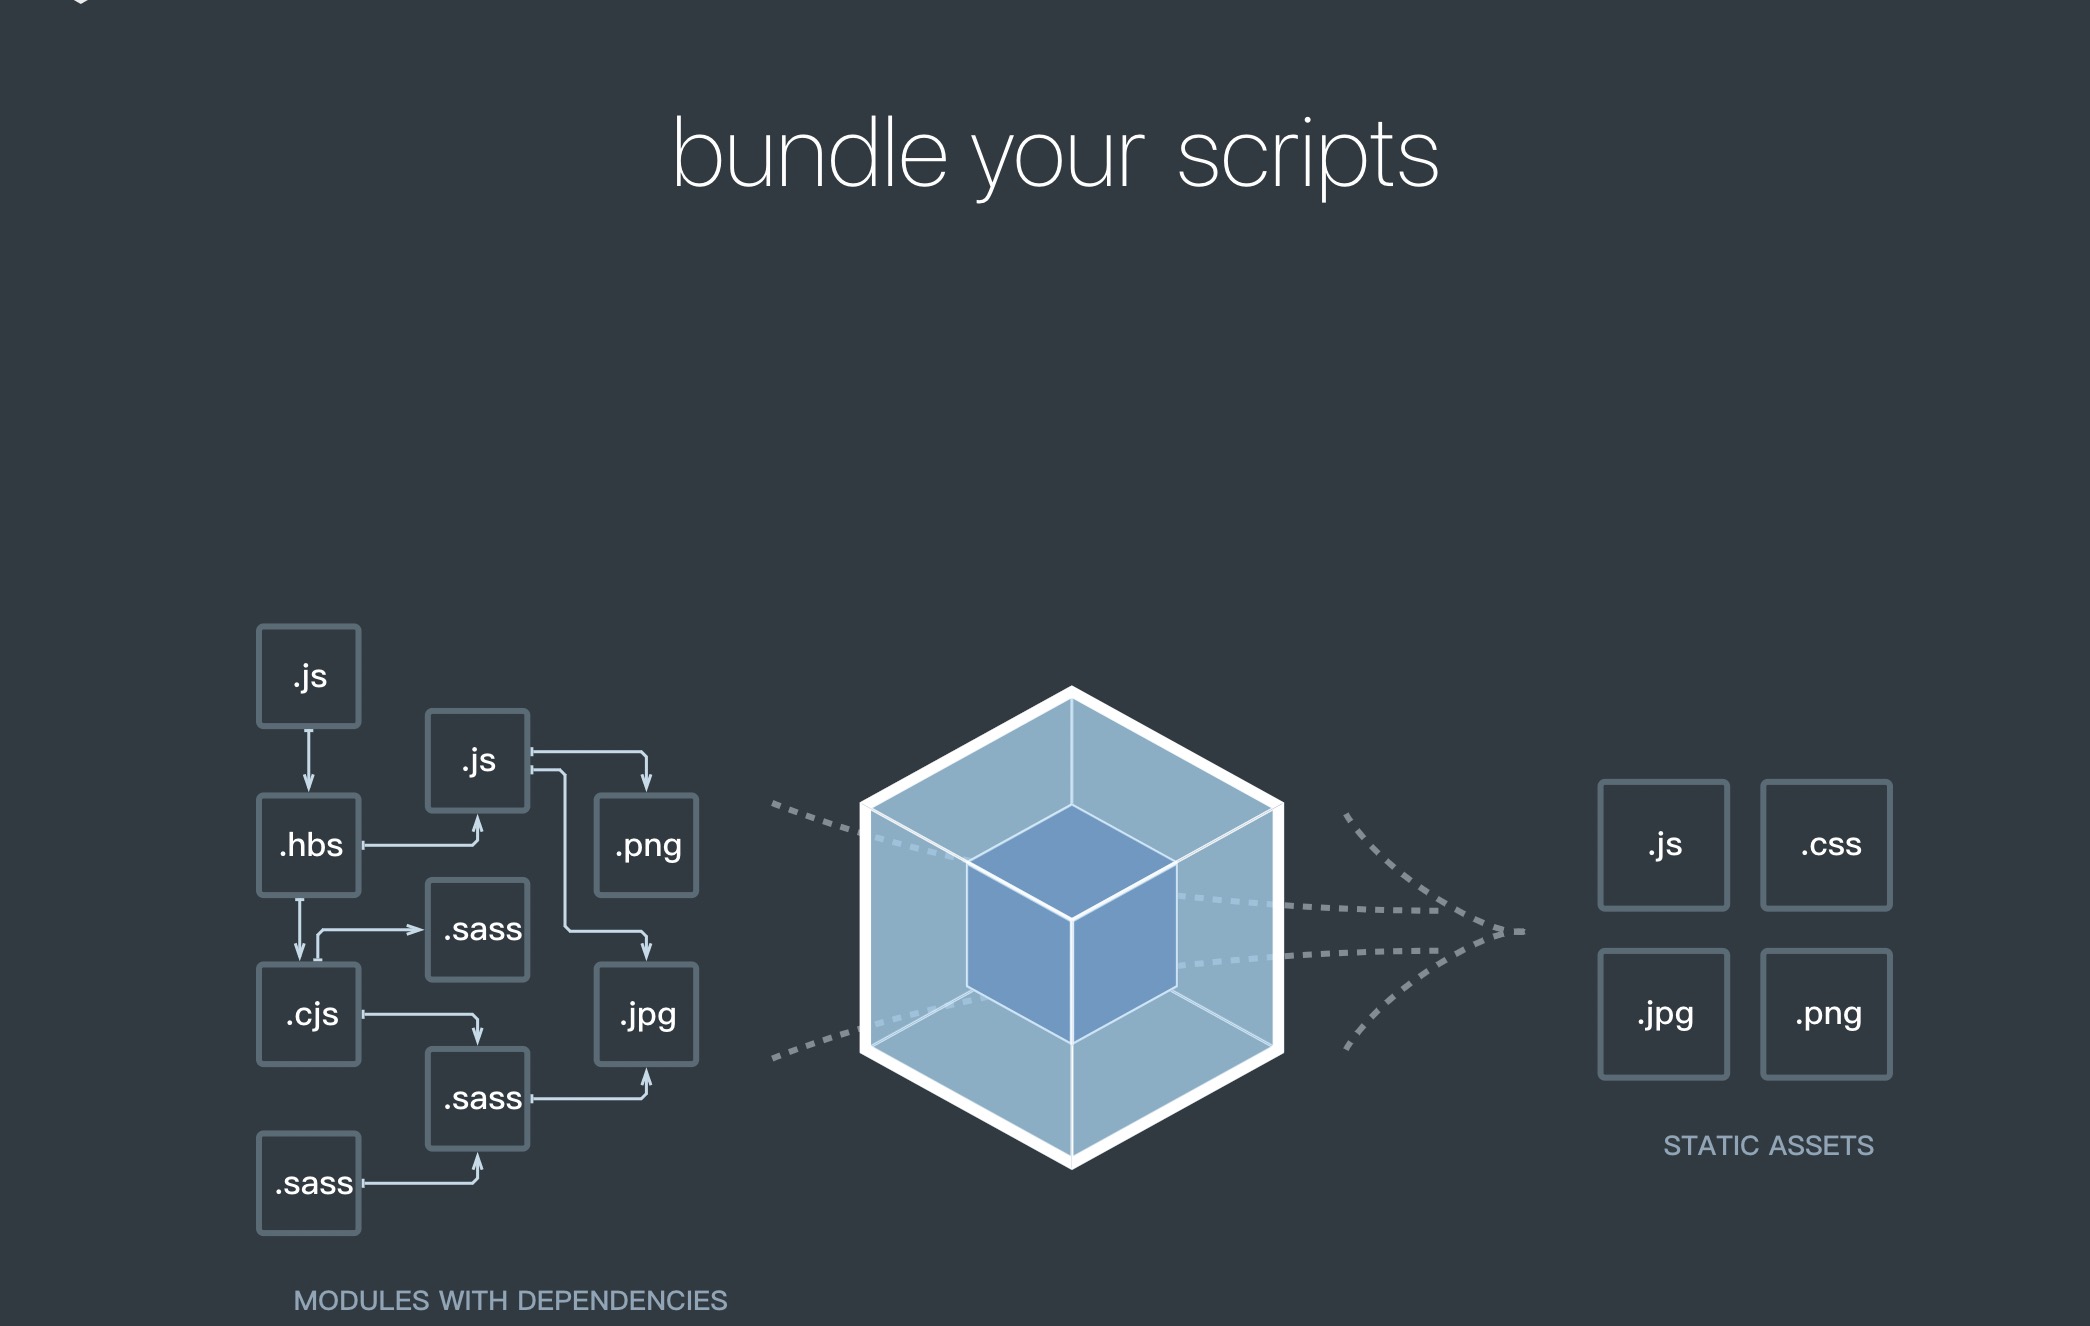 bundle your scripts
.js
.js
.hbs
.png
.sass
.cjs
.jpg
.sass
.sass
MODULES WITH DEPENDENCIES
.js
.css
.jpg
.png
STATIC ASSETS